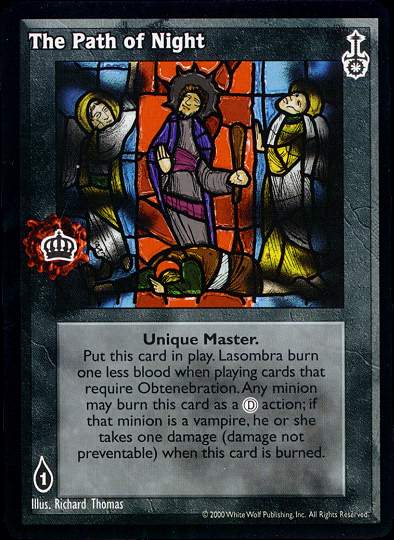 The Path of Night
Unique Master.
Put this card in play. Lasombra burn
one less blood when playing cards that
require Obtenebration. Any minion
may burn this card as a Ⓓ action; if
that minion is a vampire, he or she
takes one damage (damage not
preventable) when this card is burned.
1
Illus. Richard Thomas
© 2000 White Wolf Publishing, Inc. All Rights Reserved.